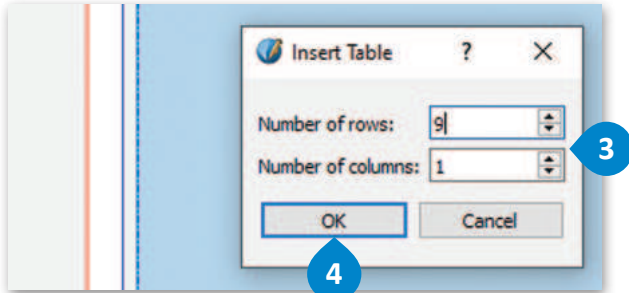 Insert Table ?
Number of rows: 9
Number of columns: 1
3
OK Cancel
4